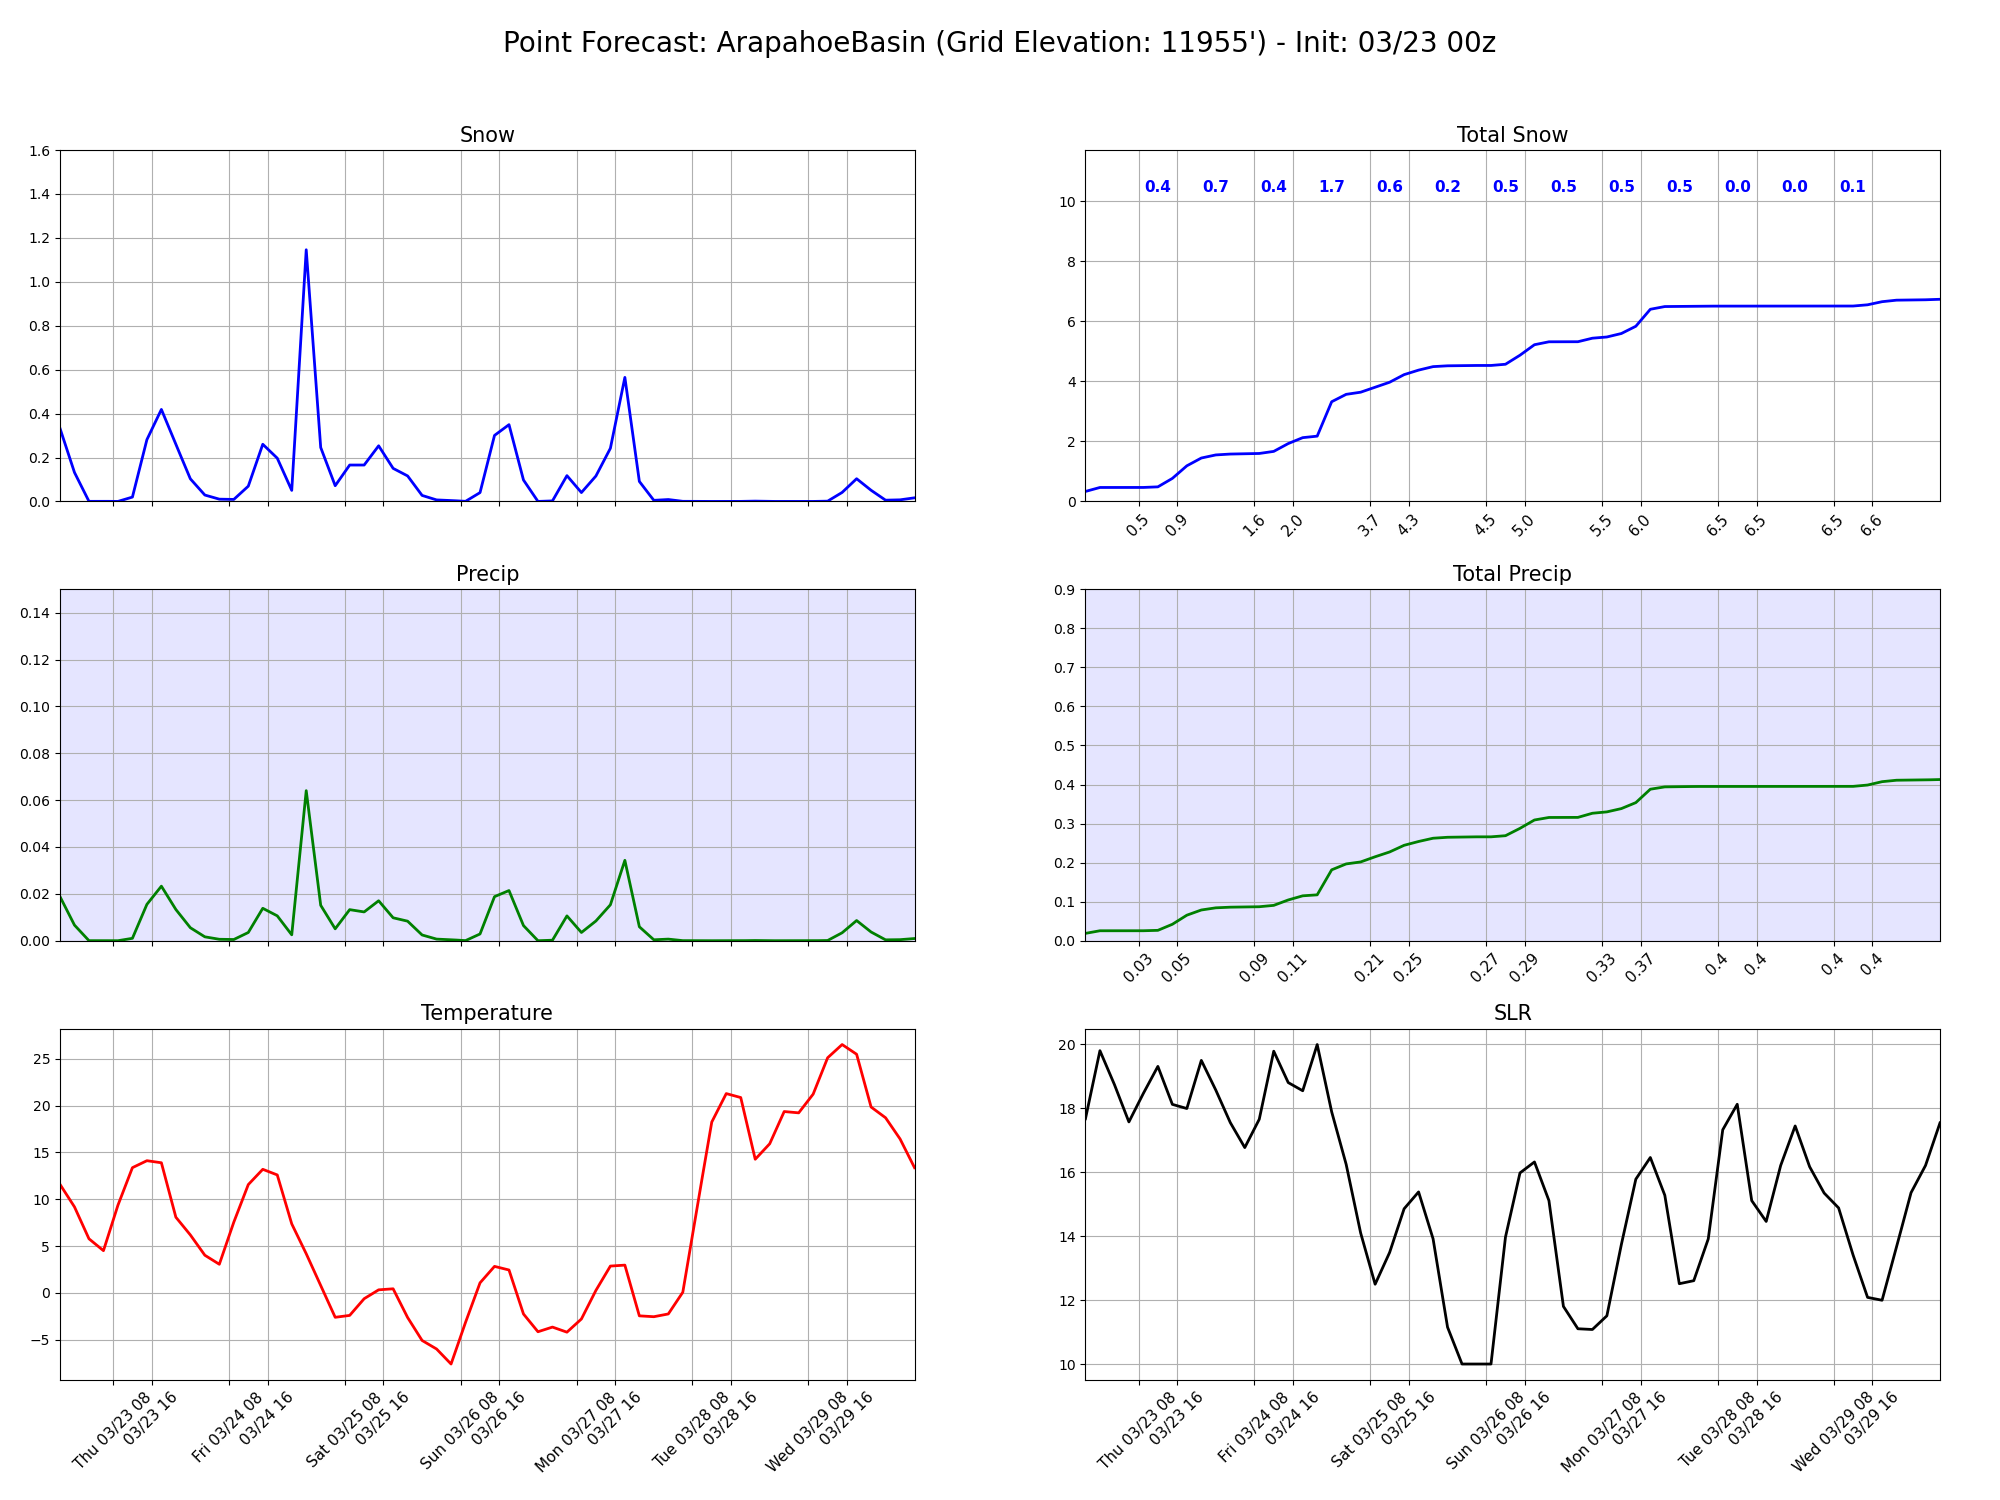 Point Forecast: ArapahoeBasin (Grid Elevation: 11955') - Init: 03/23 00z
Snow
1.6
1.4
1.2
1.0
0.8
0.6
0.4
0.2
0.0
Total Snow
0.4 0.7 0.4 1.7 0.6 0.2 0.5 0.5 0.5 0.5 0.0 0.0 0.1
10
8
6
4
2
0
0.5 0.9 1.6 2.0 3.7 4.3 4.5 5.0 5.5 6.0 6.5 6.5 6.5 6.6
Precip
0.14
0.12
0.10
0.08
0.06
0.04
0.02
0.00
Total Precip
0.9
0.8
0.7
0.6
0.5
0.4
0.3
0.2
0.1
0.0
0.03 0.05 0.09 0.11 0.21 0.25 0.27 0.29 0.33 0.37 0.4 0.4 0.4 0.4
Temperature
25
20
15
10
5
0
−5
Thu 03/23 08
03/23 16
Fri 03/24 08
03/24 16
Sat 03/25 08
03/25 16
Sun 03/26 08
03/26 16
Mon 03/27 08
03/27 16
Tue 03/28 08
03/28 16
Wed 03/29 08
03/29 16
SLR
20
18
16
14
12
10
Thu 03/23 08
03/23 16
Fri 03/24 08
03/24 16
Sat 03/25 08
03/25 16
Sun 03/26 08
03/26 16
Mon 03/27 08
03/27 16
Tue 03/28 08
03/28 16
Wed 03/29 08
03/29 16